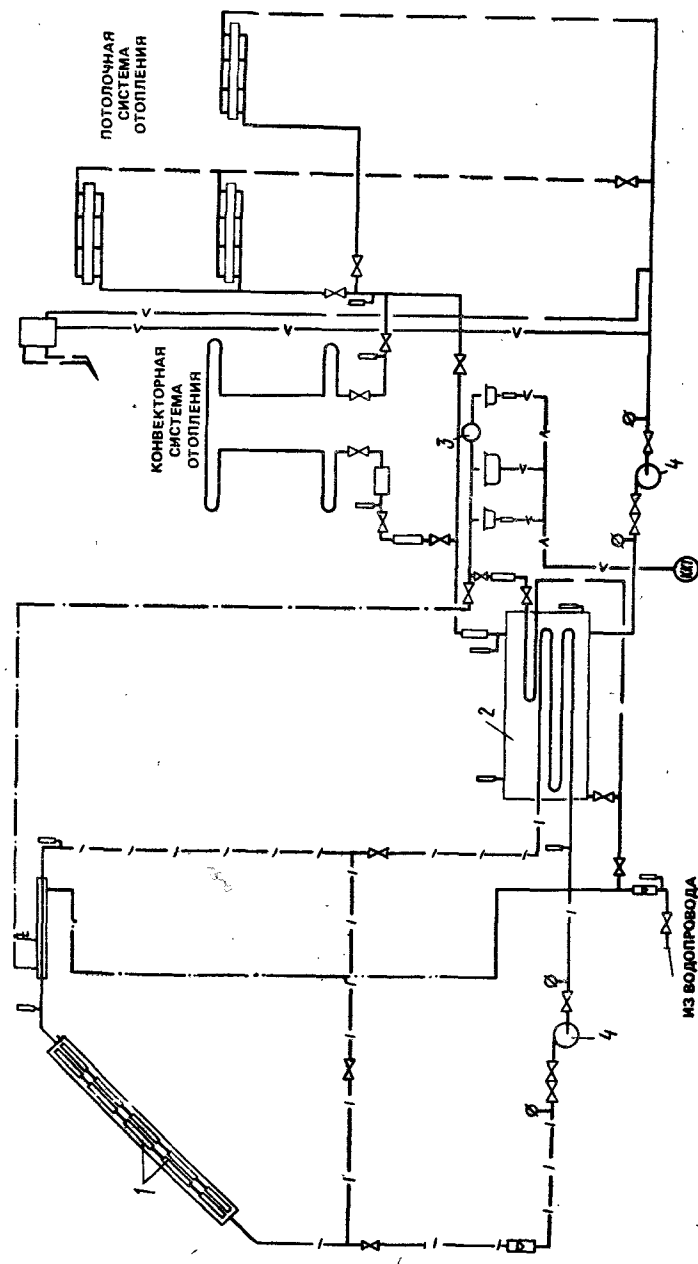 ПОТОЛОЧНАЯ
СИСТЕМА
ОТОПЛЕНИЯ
КОНВЕКТОРНАЯ
СИСТЕМА
ОТОПЛЕНИЯ
3
4
2
1
4
ИЗ ВОДОПРОВОДА